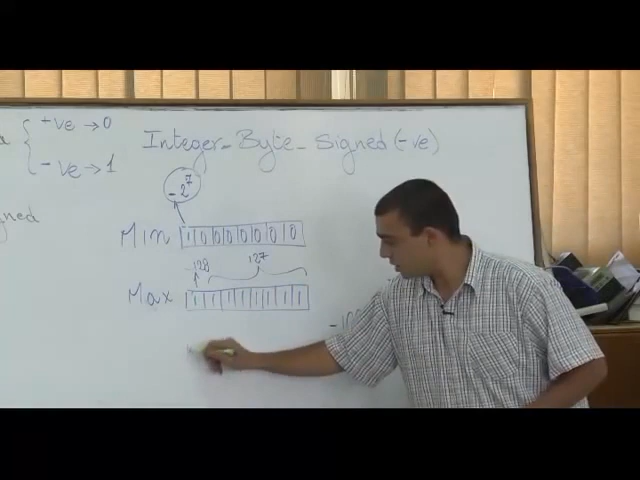 +ve → 0
- ve → 1
Integer_Byte_Signed (-ve)
gned
-2⁷
Min 1 0 0 0 0 0 0 0
-128 127
Max 1 1 1 1 1 1 1 1